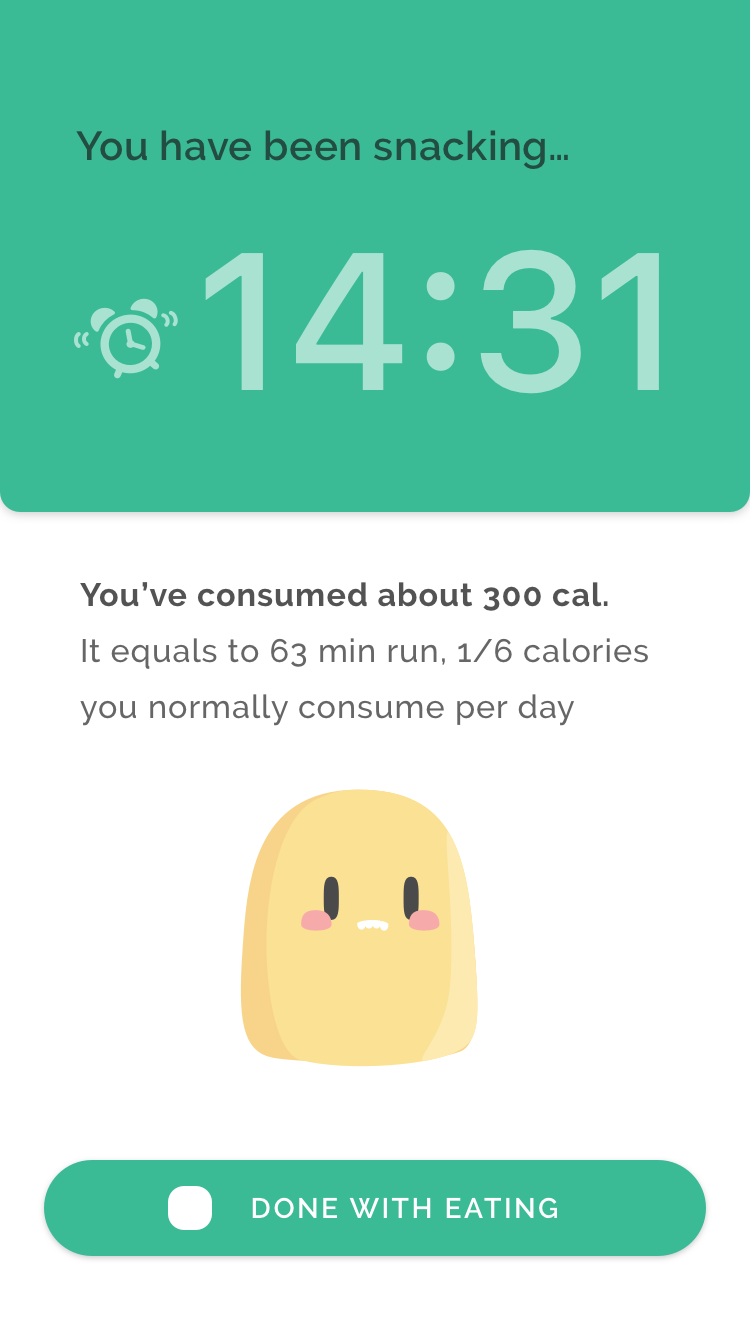 You have been snacking...
14:31
You’ve consumed about 300 cal.
It equals to 63 min run, 1/6 calories
you normally consume per day
DONE WITH EATING